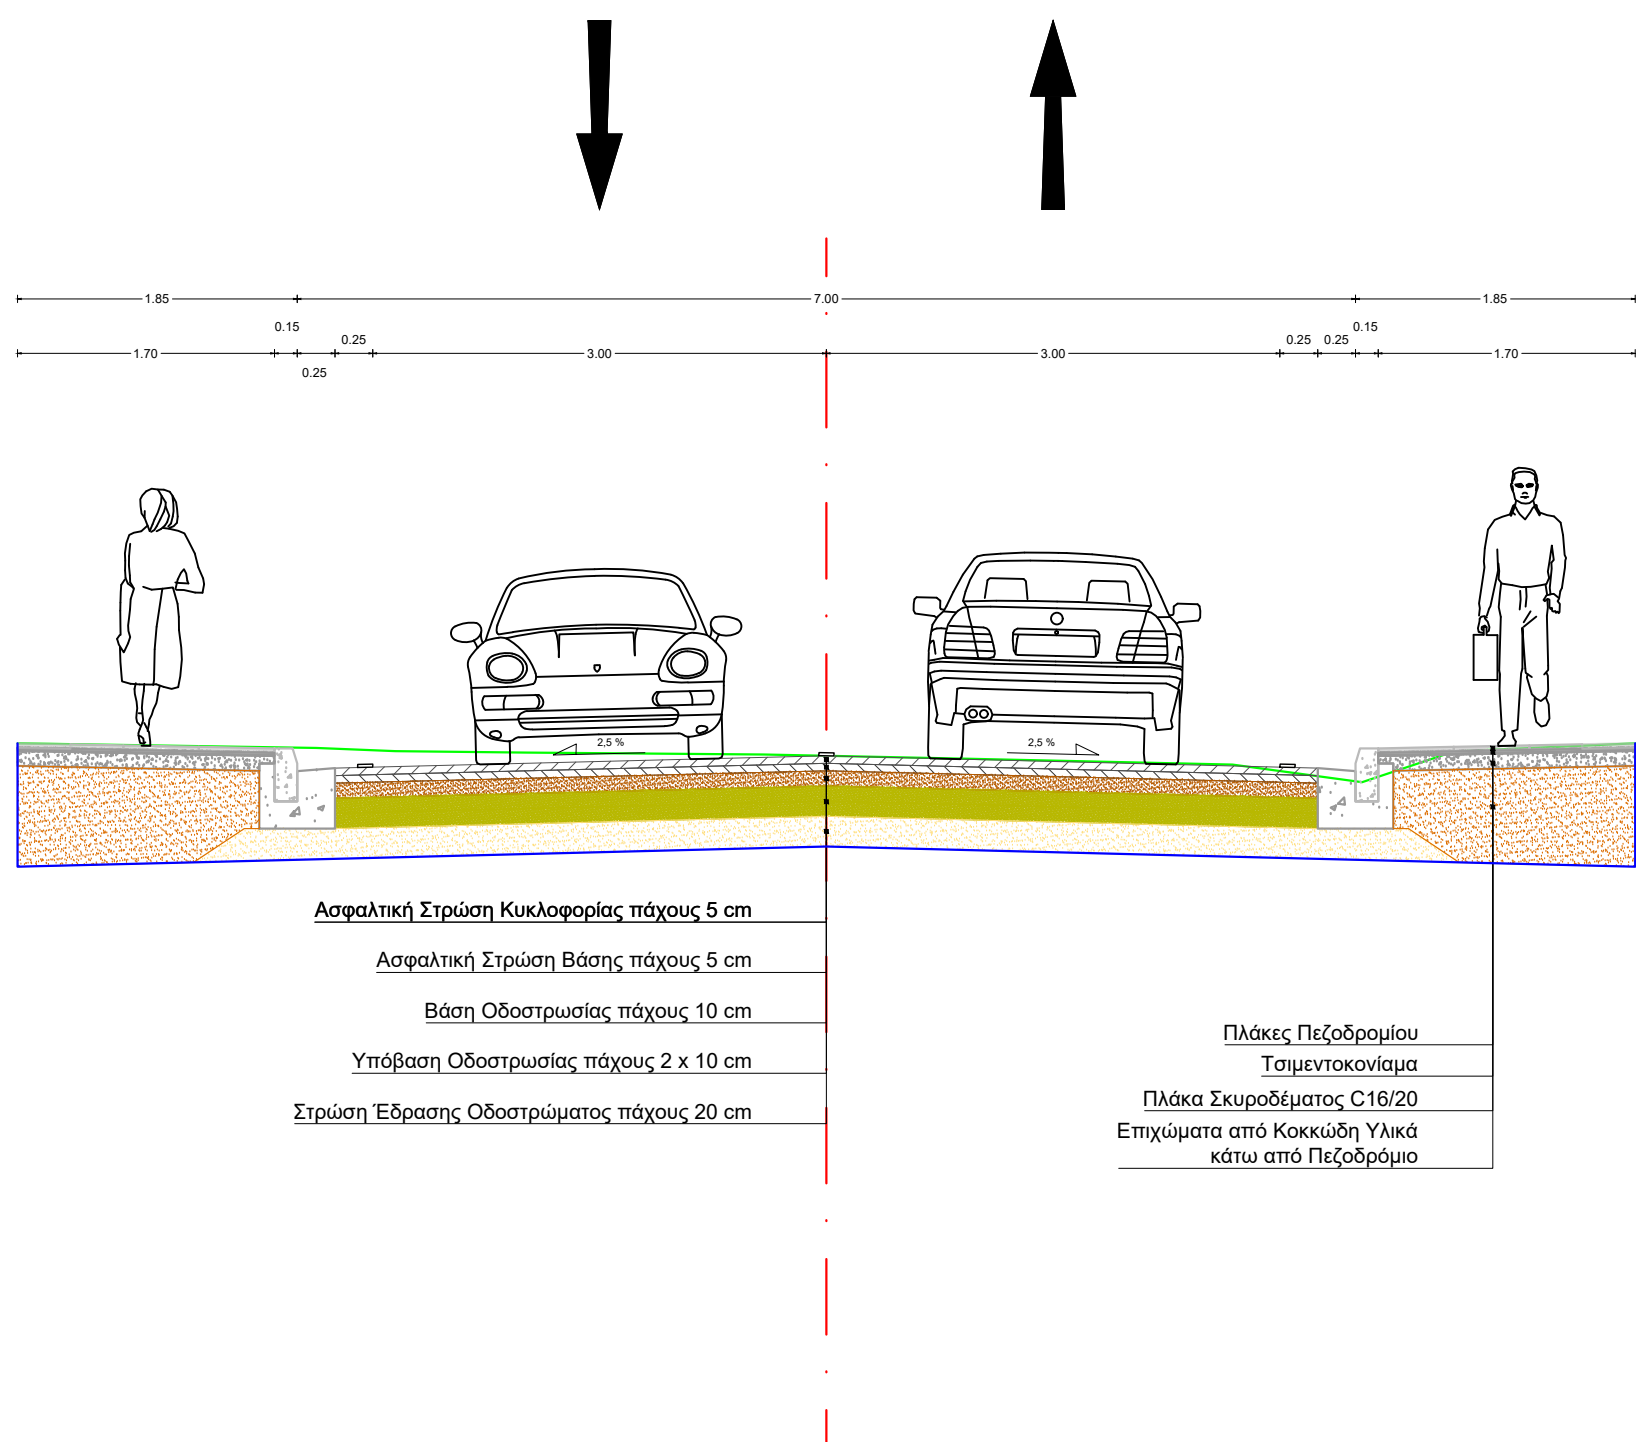 1.85
7.00
1.85
0.15
0.15
0.25
0.25
0.25
1.70
3.00
3.00
1.70
0.25
2,5 %
2,5 %
Ασφαλτική Στρώση Κυκλοφορίας πάχους 5 cm
Ασφαλτική Στρώση Βάσης πάχους 5 cm
Βάση Οδοστρωσίας πάχους 10 cm
Υπόβαση Οδοστρωσίας πάχους 2 x 10 cm
Στρώση Έδρασης Οδοστρώματος πάχους 20 cm
Πλάκες Πεζοδρομίου
Τσιμεντοκονίαμα
Πλάκα Σκυροδέματος C16/20
Επιχώματα από Κοκκώδη Υλικά
κάτω από Πεζοδρόμιο